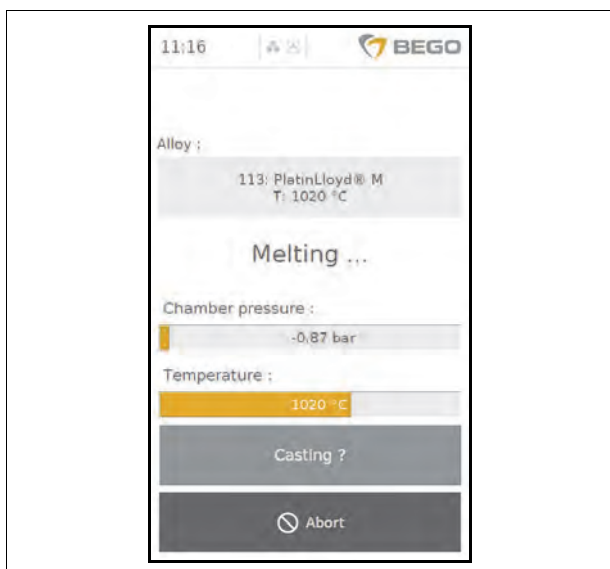 11:16
BEGO
Alloy :
113: PlatinLloyd® M
T: 1020 °C
Melting ...
Chamber pressure :
-0.87 bar
Temperature :
1020 °C
Casting ?
Abort